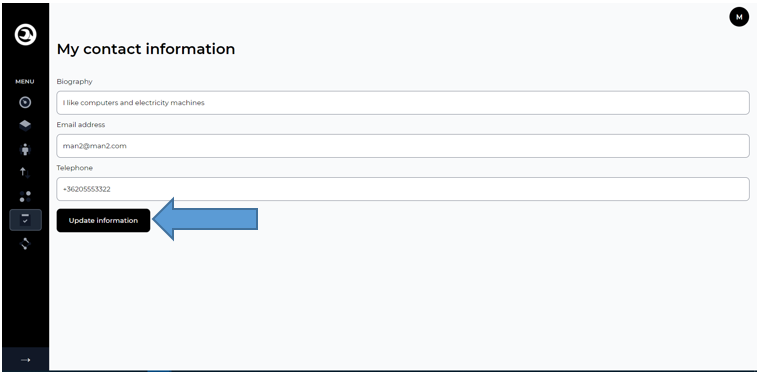 M
My contact information
MENU
Biography
I like computers and electricity machines
Email address
man2@man2.com
Telephone
+36205553322
Update information